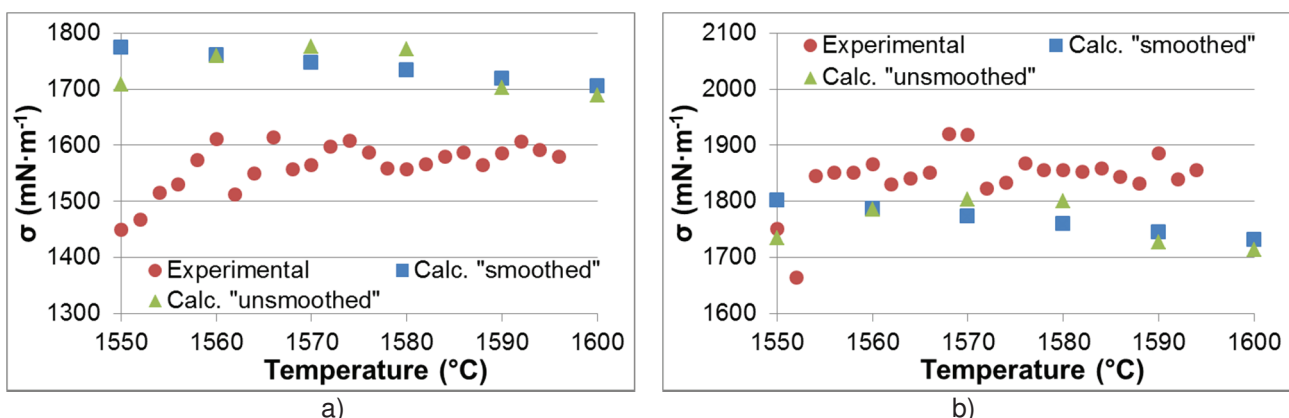 1800
1700
1600
1500
1400
1300
σ (mN·m⁻¹)
Experimental
Calc. "smoothed"
Calc. "unsmoothed"
1550 1560 1570 1580 1590 1600
Temperature (°C)
a)
2100
2000
1900
1800
1700
1600
σ (mN·m⁻¹)
Experimental
Calc. "smoothed"
Calc. "unsmoothed"
1550 1560 1570 1580 1590 1600
Temperature (°C)
b)